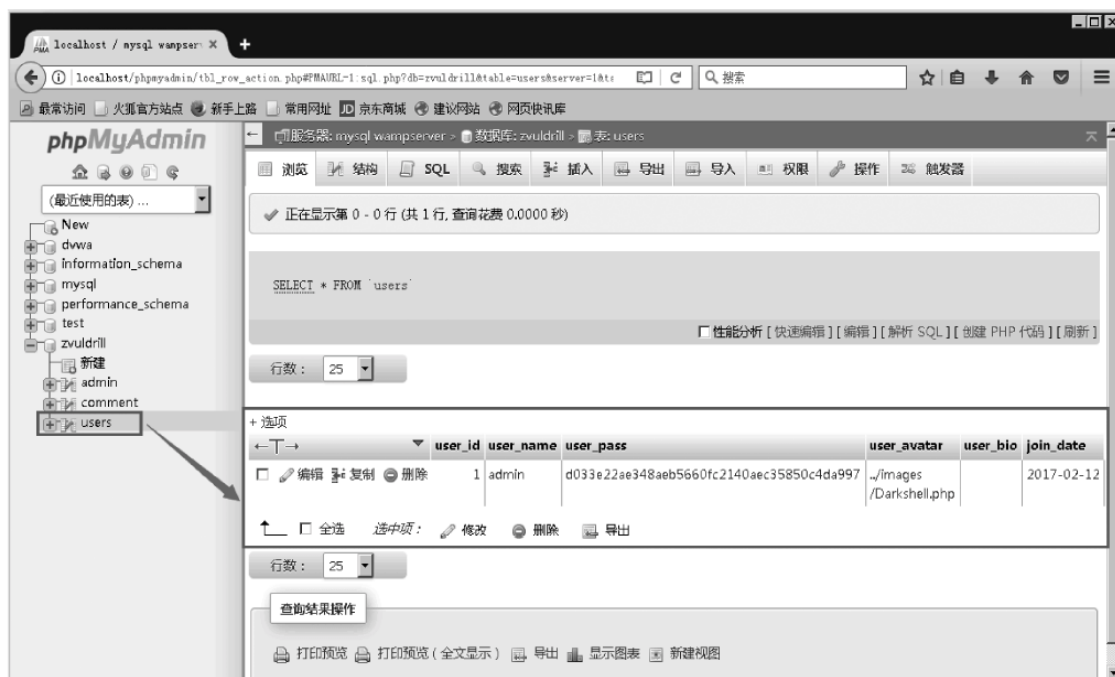 localhost / mysql wampserv
localhost/phpmyadmin/tbl_row_action.php#PMAURL-1:sql.php?db=zvuldrill&table=users&server=1&ta
搜索
最常访问 火狐官方站点 新手上路 常用网址 JD 京东商城 建议网站 网页快讯库
phpMyAdmin
(最近使用的表) ...
New
dvwa
information_schema
mysql
performance_schema
test
zvuldrill
新建
admin
comment
users
服务器: mysql wampserver » 数据库: zvuldrill » 表: users
浏览 结构 SQL 搜索 插入 导出 导入 权限 操作 触发器
正在显示第 0 - 0 行 (共 1 行, 查询花费 0.0000 秒)
SELECT * FROM `users`
性能分析 [ 快速编辑 ] [ 编辑 ] [ 解析 SQL ] [ 创建 PHP 代码 ] [ 刷新 ]
行数： 25
+ 选项
←T→ user_id user_name user_pass user_avatar user_bio join_date
编辑 复制 删除 1 admin d033e22ae348aeb5660fc2140aec35850c4da997 ../images 2017-02-12
/Darkshell.php
全选 选中项： 修改 删除 导出
行数： 25
查询结果操作
打印预览 打印预览 ( 全文显示 ) 导出 显示图表 新建视图